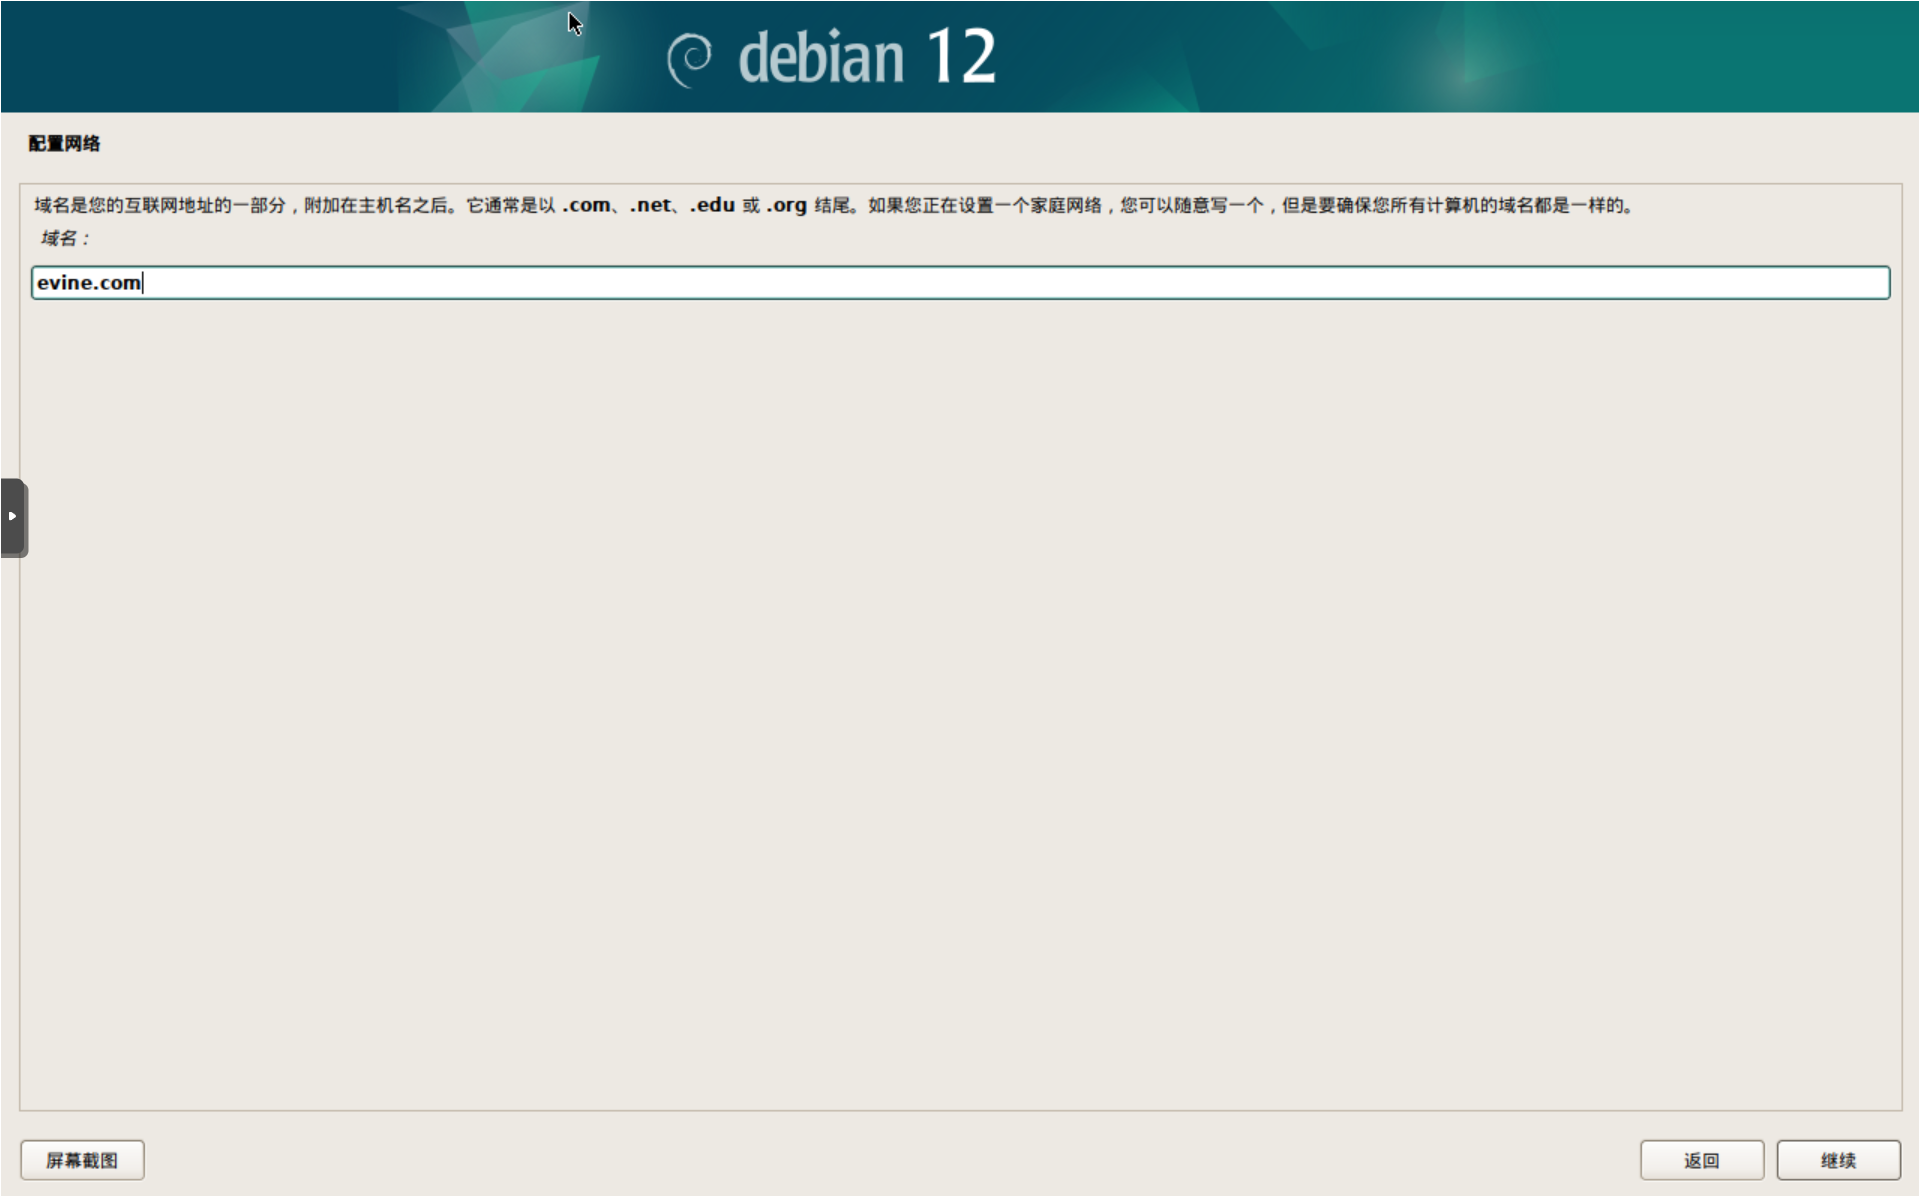 debian 12
配置网络
域名是您的互联网地址的一部分，附加在主机名之后。它通常是以 .com、.net、.edu 或 .org 结尾。如果您正在设置一个家庭网络，您可以随意写一个，但是要确保您所有计算机的域名都是一样的。
域名：
evine.com
屏幕截图
返回
继续